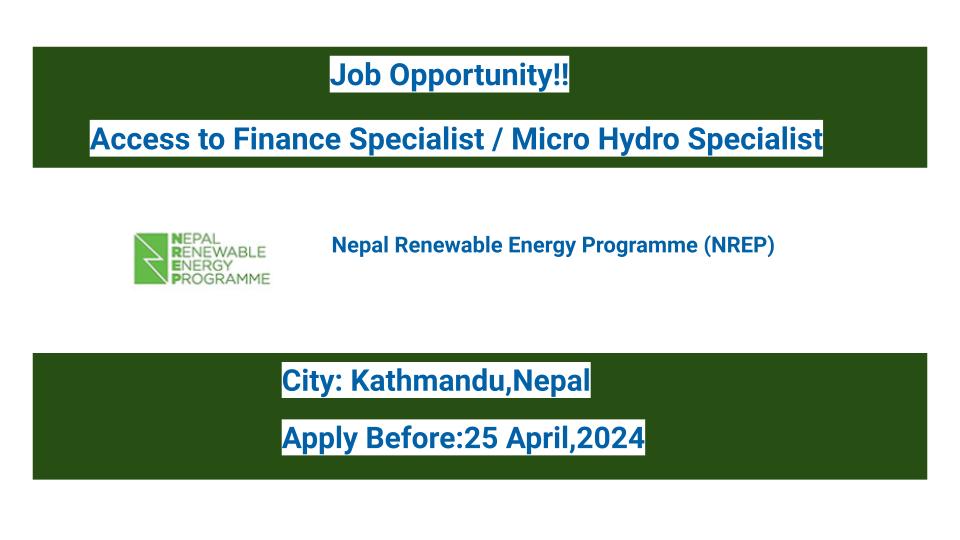 Job Opportunity!!
Access to Finance Specialist / Micro Hydro Specialist
NEPAL
RENEWABLE
ENERGY
PROGRAMME
Nepal Renewable Energy Programme (NREP)
City: Kathmandu,Nepal
Apply Before:25 April,2024